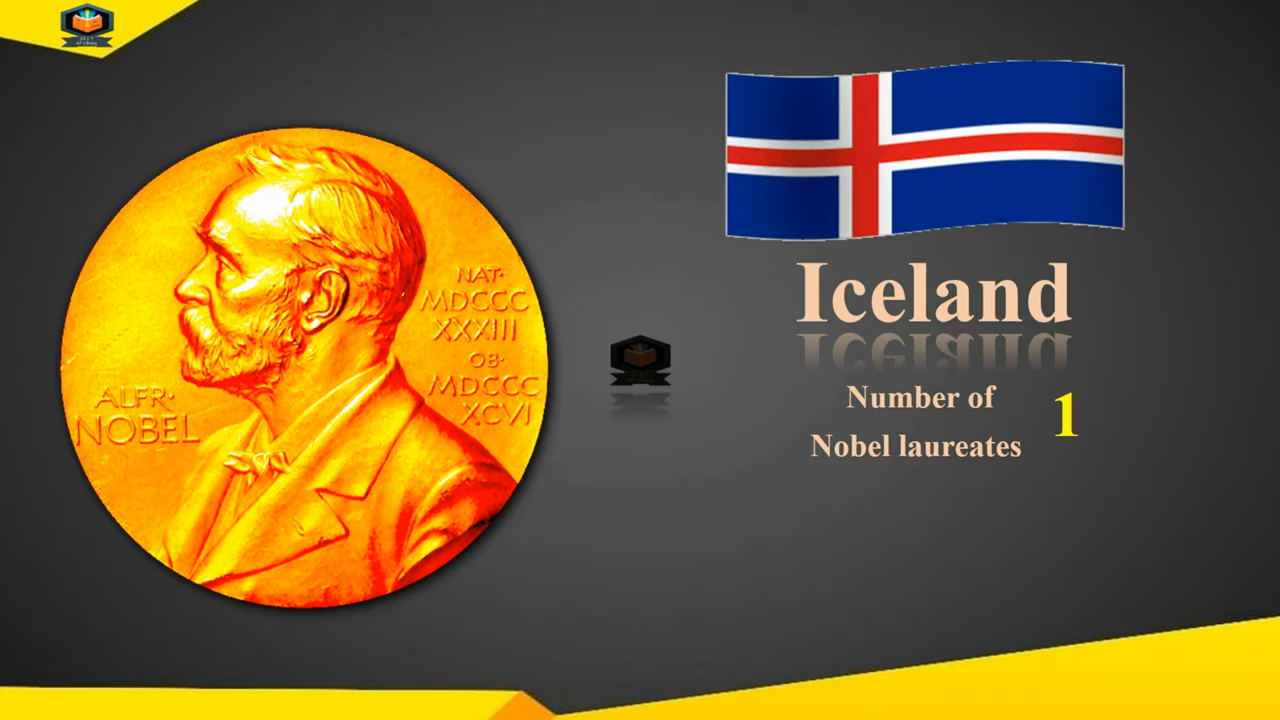 ALFR·
NOBEL
NAT·
MDCCC
XXXIII
OB·
MDCCC
XCVI
Iceland
Number of
Nobel laureates
1